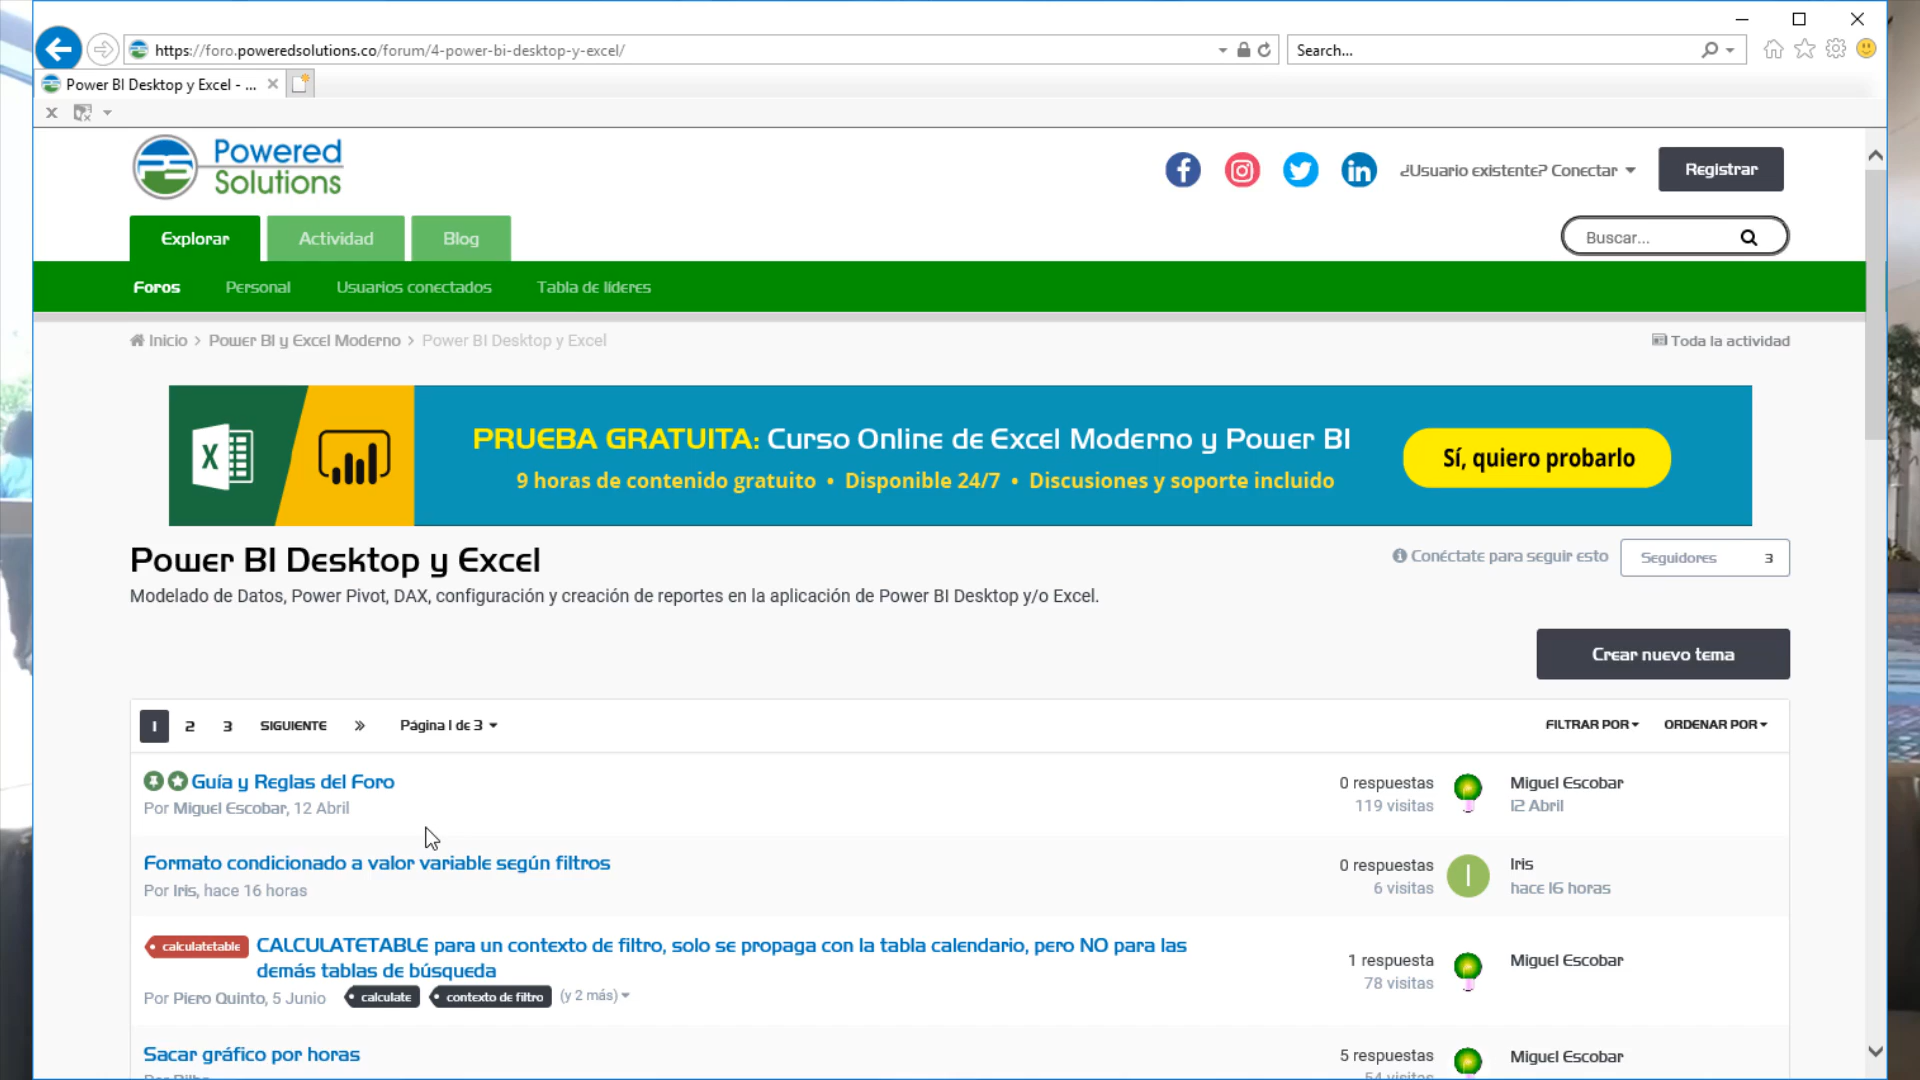 https://foro.poweredsolutions.co/forum/4-power-bi-desktop-y-excel/
Search...
Power BI Desktop y Excel - ...
Powered
Solutions
¿Usuario existente? Conectar
Registrar
Explorar
Actividad
Blog
Buscar...
Foros
Personal
Usuarios conectados
Tabla de líderes
Inicio > Power BI y Excel Moderno > Power BI Desktop y Excel
Toda la actividad
PRUEBA GRATUITA: Curso Online de Excel Moderno y Power BI
9 horas de contenido gratuito • Disponible 24/7 • Discusiones y soporte incluido
Sí, quiero probarlo
Power BI Desktop y Excel
Conéctate para seguir esto
Seguidores 3
Modelado de Datos, Power Pivot, DAX, configuración y creación de reportes en la aplicación de Power BI Desktop y/o Excel.
Crear nuevo tema
1 2 3 SIGUIENTE » Página 1 de 3
FILTRAR POR
ORDENAR POR
Guía y Reglas del Foro
Por Miguel Escobar, 12 Abril
0 respuestas
119 visitas
Miguel Escobar
12 Abril
Formato condicionado a valor variable según filtros
Por Iris, hace 16 horas
0 respuestas
6 visitas
I
Iris
hace 16 horas
calculatetable
CALCULATETABLE para un contexto de filtro, solo se propaga con la tabla calendario, pero NO para las
demás tablas de búsqueda
Por Piero Quinto, 5 Junio
calculate
contexto de filtro
(y 2 más)
1 respuesta
78 visitas
Miguel Escobar
Sacar gráfico por horas
5 respuestas
54 visitas
Miguel Escobar